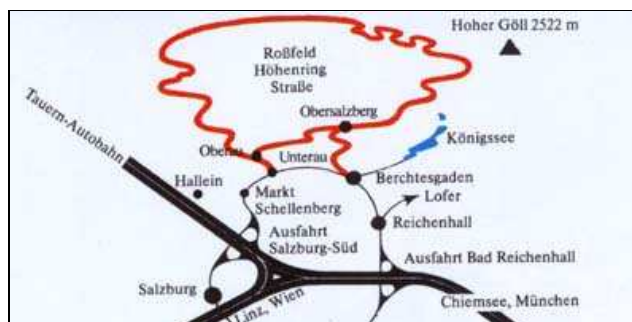 Hoher Göll 2522 m
Roßfeld
Höhenring
Straße
Obersalzberg
Tauern-Autobahn
Oberau
Unterau
Königssee
Berchtesgaden
Hallein
Markt
Schellenberg
Lofer
Reichenhall
Ausfahrt
Salzburg-Süd
Ausfahrt Bad Reichenhall
Salzburg
Linz, Wien
Chiemsee, München